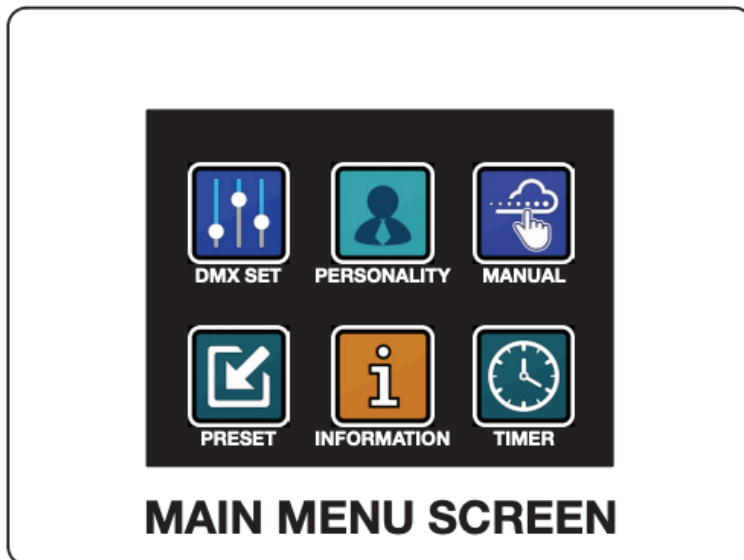 DMX SET PERSONALITY MANUAL
PRESET INFORMATION TIMER
MAIN MENU SCREEN